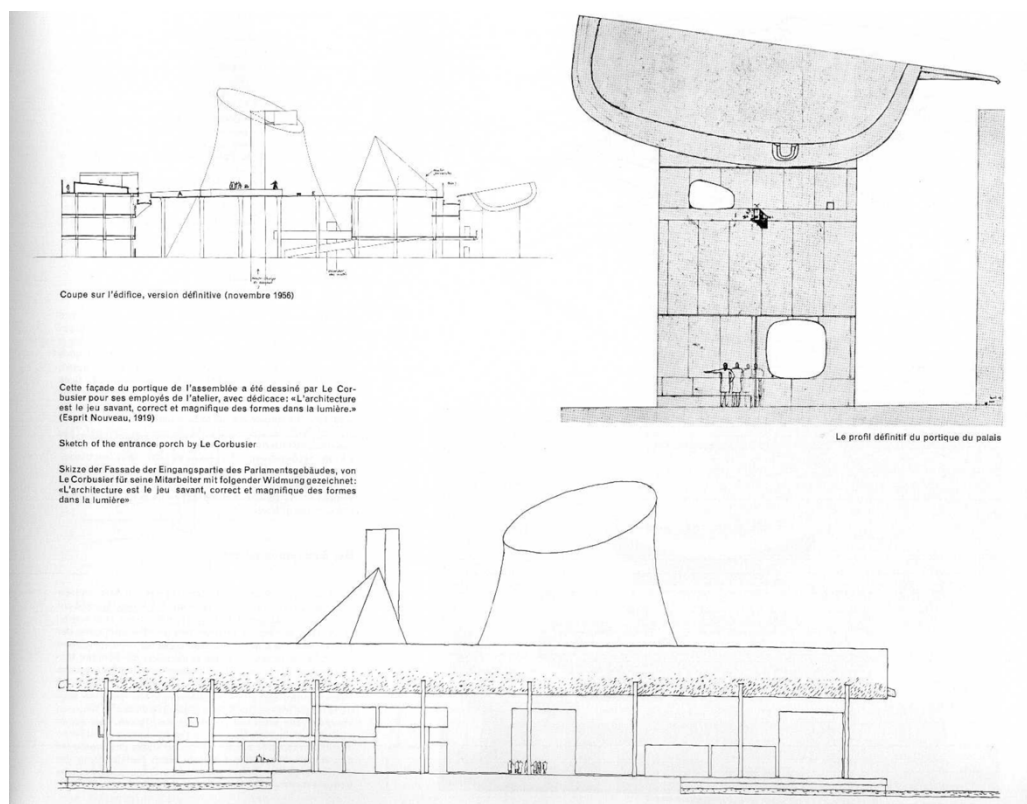 Coupe sur l'édifice, version définitive (novembre 1956)
Cette façade du portique de l'assemblée a été dessiné par Le Cor-
busier pour ses employés de l'atelier, avec dédicace: «L'architecture
est le jeu savant, correct et magnifique des formes dans la lumière.»
(Esprit Nouveau, 1919)
Sketch of the entrance porch by Le Corbusier
Skizze der Fassade der Eingangspartie des Parlamentsgebäudes, von
Le Corbusier für seine Mitarbeiter mit folgender Widmung gezeichnet:
«L'architecture est le jeu savant, correct et magnifique des formes
dans la lumière»
Le profil définitif du portique du palais